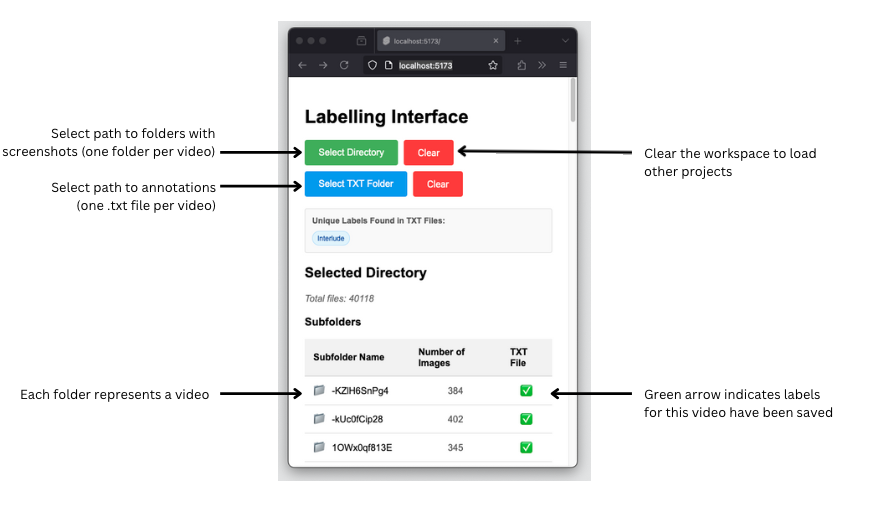 localhost:5173/
localhost:5173
Labelling Interface
Select path to folders with
screenshots (one folder per video)
Select Directory
Clear
Clear the workspace to load
other projects
Select path to annotations
(one .txt file per video)
Select TXT Folder
Clear
Unique Labels Found in TXT Files:
Interlude
Selected Directory
Total files: 40118
Subfolders
Subfolder Name
Number of
Images
TXT
File
Each folder represents a video
-KZlH6SnPg4
384
Green arrow indicates labels
for this video have been saved
-kUc0fCip28
402
1OWx0qf813E
345